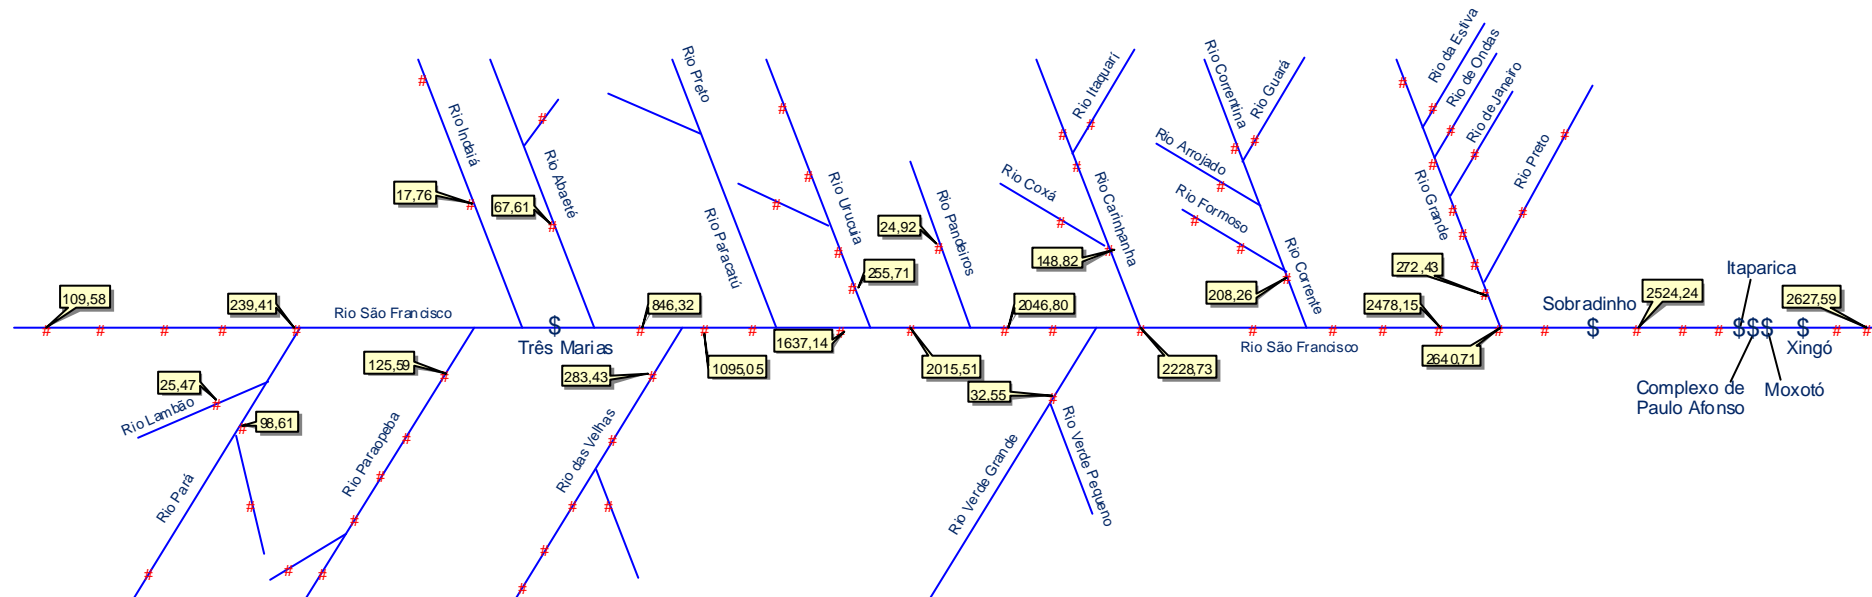 Rio Indaiá
Rio Abaeté
Rio Preto
Rio Paracatú
Rio Urucuia
Rio Pandeiros
Rio Itaquari
Rio Coxá
Rio Carinhanha
Rio Correntina
Rio Guará
Rio Arrojado
Rio Formoso
Rio Corrente
Rio da Estiva
Rio de Ondas
Rio de Janeiro
Rio Grande
Rio Preto
17,76
67,61
24,92
255,71
148,82
208,26
272,43
109,58
239,41
Rio São Francisco
846,32
2046,80
2478,15
Sobradinho
2524,24
Itaparica
2627,59
$
$
$$$
$
Três Marias
1637,14
Rio São Francisco
Xingó
125,59
283,43
1095,05
2015,51
2228,73
2640,71
Complexo de
Paulo Afonso
Moxotó
25,47
32,55
Rio Lambão
98,61
Rio Pará
Rio Paraopeba
Rio das Velhas
Rio Verde Grande
Rio Verde Pequeno